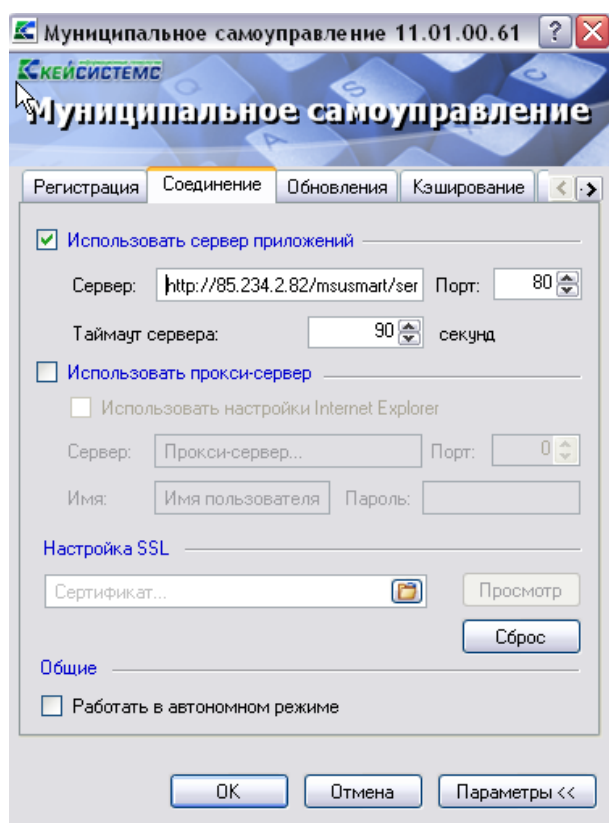 Муниципальное самоуправление 11.01.00.61
КЕЙСИСТЕМС
Муниципальное самоуправление
Регистрация Соединение Обновления Кэширование
Использовать сервер приложений
Сервер: http://85.234.2.82/msusmart/ser Порт: 80
Таймаут сервера: 90 секунд
Использовать прокси-сервер
Использовать настройки Internet Explorer
Сервер: Прокси-сервер... Порт: 0
Имя: Имя пользователя Пароль:
Настройка SSL
Сертификат... Просмотр
Сброс
Общие
Работать в автономном режиме
OK Отмена Параметры <<